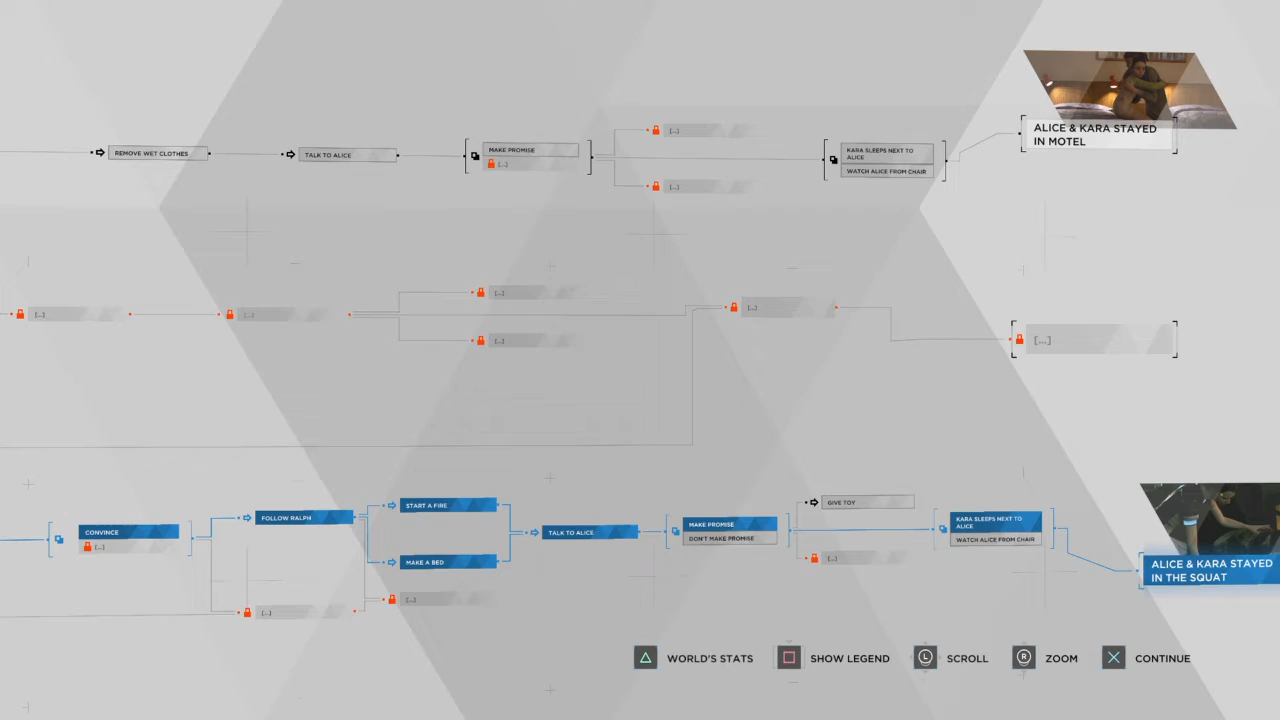 ALICE & KARA STAYED
IN MOTEL
[...]
REMOVE WET CLOTHES
TALK TO ALICE
MAKE PROMISE
[...]
KARA SLEEPS NEXT TO
ALICE
WATCH ALICE FROM CHAIR
[...]
[...]
[...]
[...]
[...]
[...]
[...]
CONVINCE
[...]
FOLLOW RALPH
START A FIRE
MAKE A BED
TALK TO ALICE
MAKE PROMISE
DON'T MAKE PROMISE
GIVE TOY
[...]
KARA SLEEPS NEXT TO
ALICE
WATCH ALICE FROM CHAIR
ALICE & KARA STAYED
IN THE SQUAT
[...]
[...]
WORLD'S STATS
SHOW LEGEND
L
SCROLL
R
ZOOM
CONTINUE